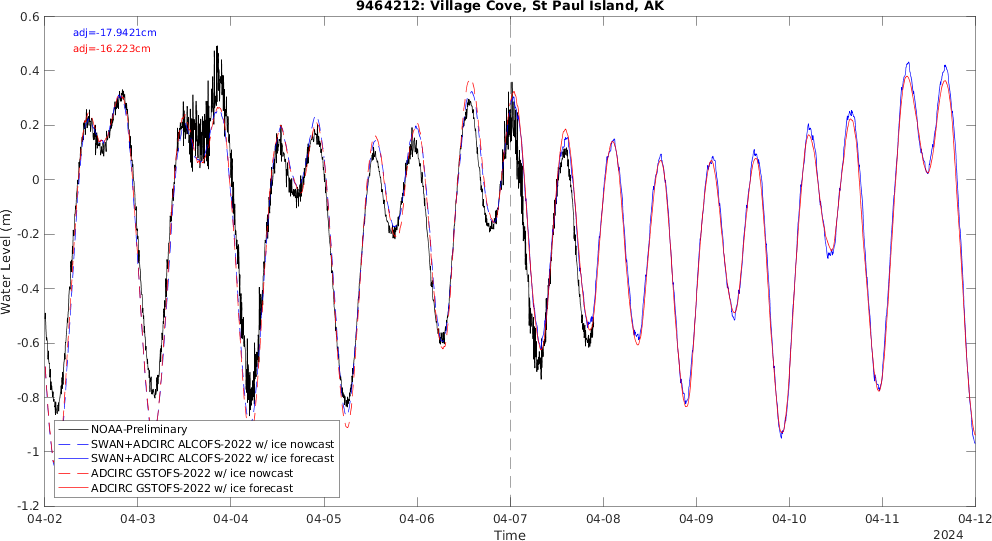 9464212: Village Cove, St Paul Island, AK
adj=-17.9421cm
adj=-16.223cm
0.6
0.4
0.2
0
-0.2
-0.4
-0.6
-0.8
-1
-1.2
Water Level (m)
NOAA-Preliminary
SWAN+ADCIRC ALCOFS-2022 w/ ice nowcast
SWAN+ADCIRC ALCOFS-2022 w/ ice forecast
ADCIRC GSTOFS-2022 w/ ice nowcast
ADCIRC GSTOFS-2022 w/ ice forecast
04-02 04-03 04-04 04-05 04-06 04-07 04-08 04-09 04-10 04-11 04-12
Time
2024